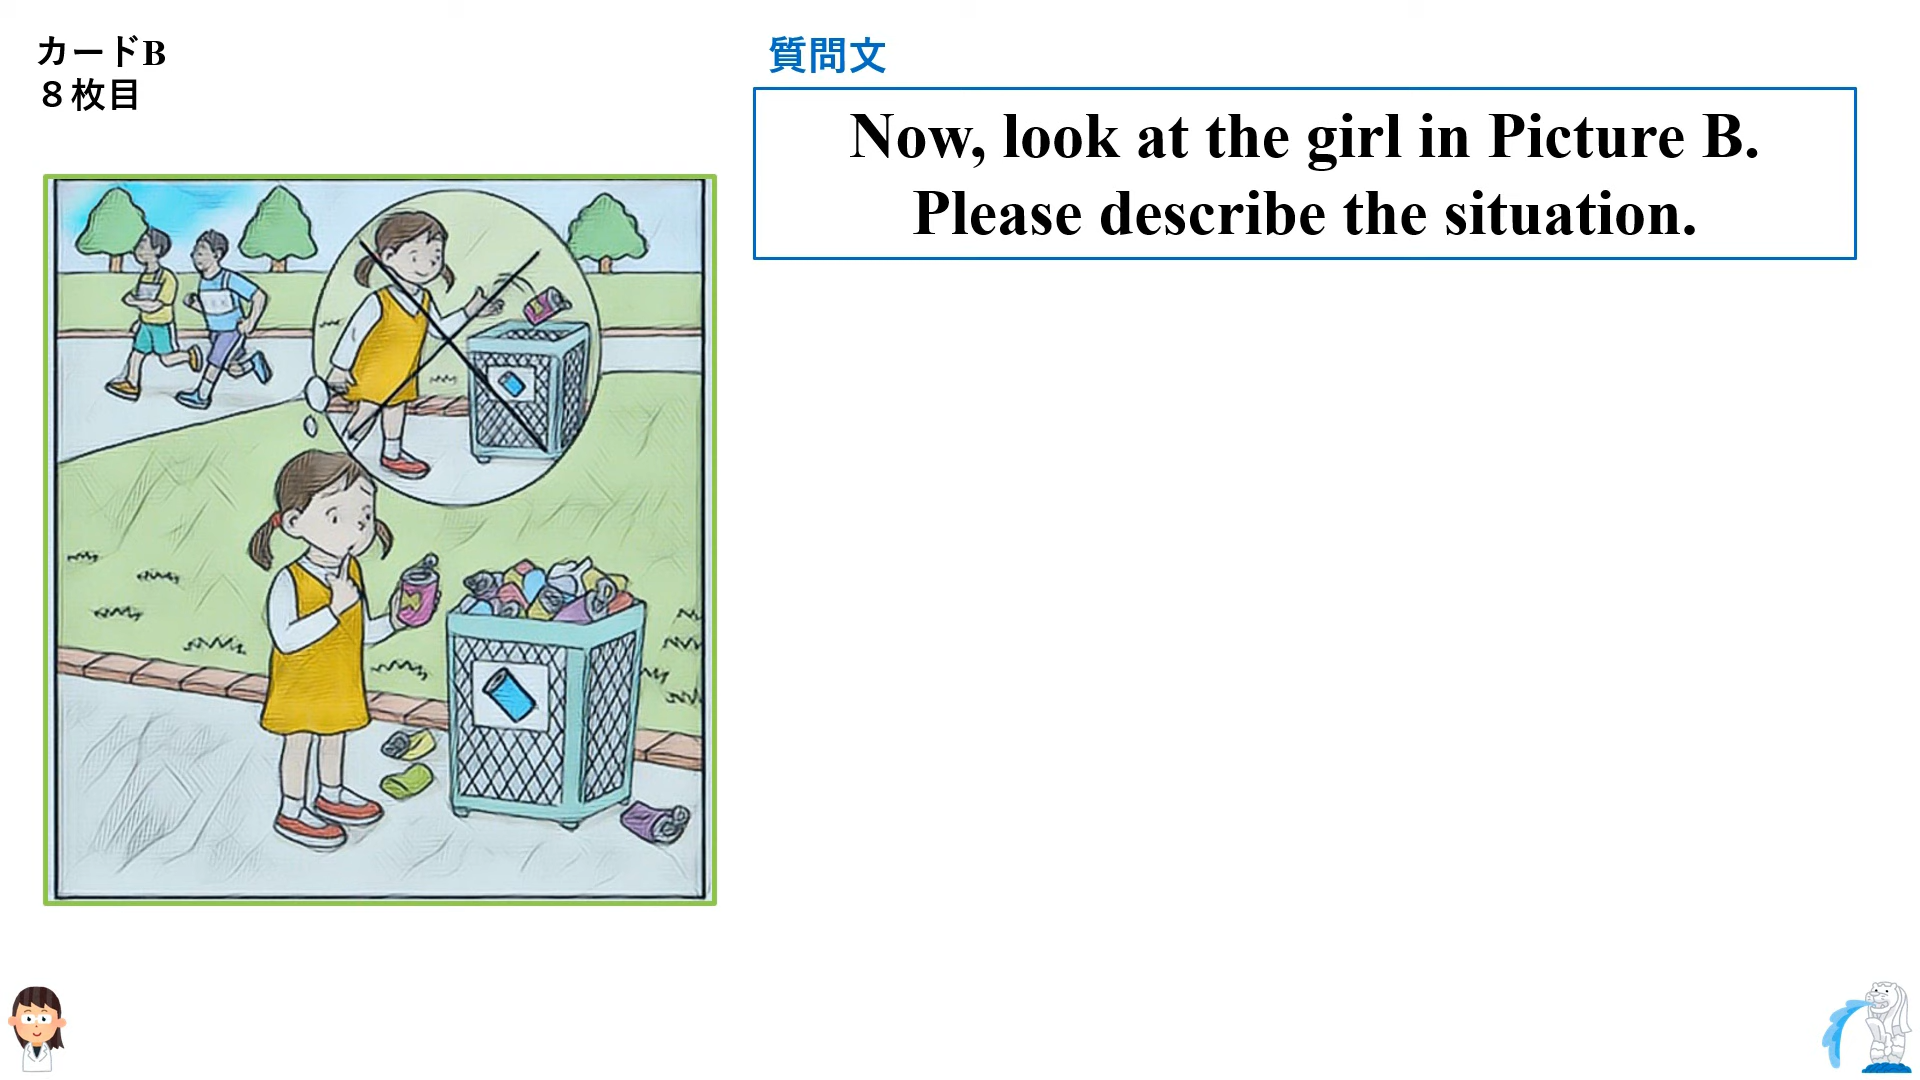 カードB
８枚目
質問文
Now, look at the girl in Picture B.
Please describe the situation.